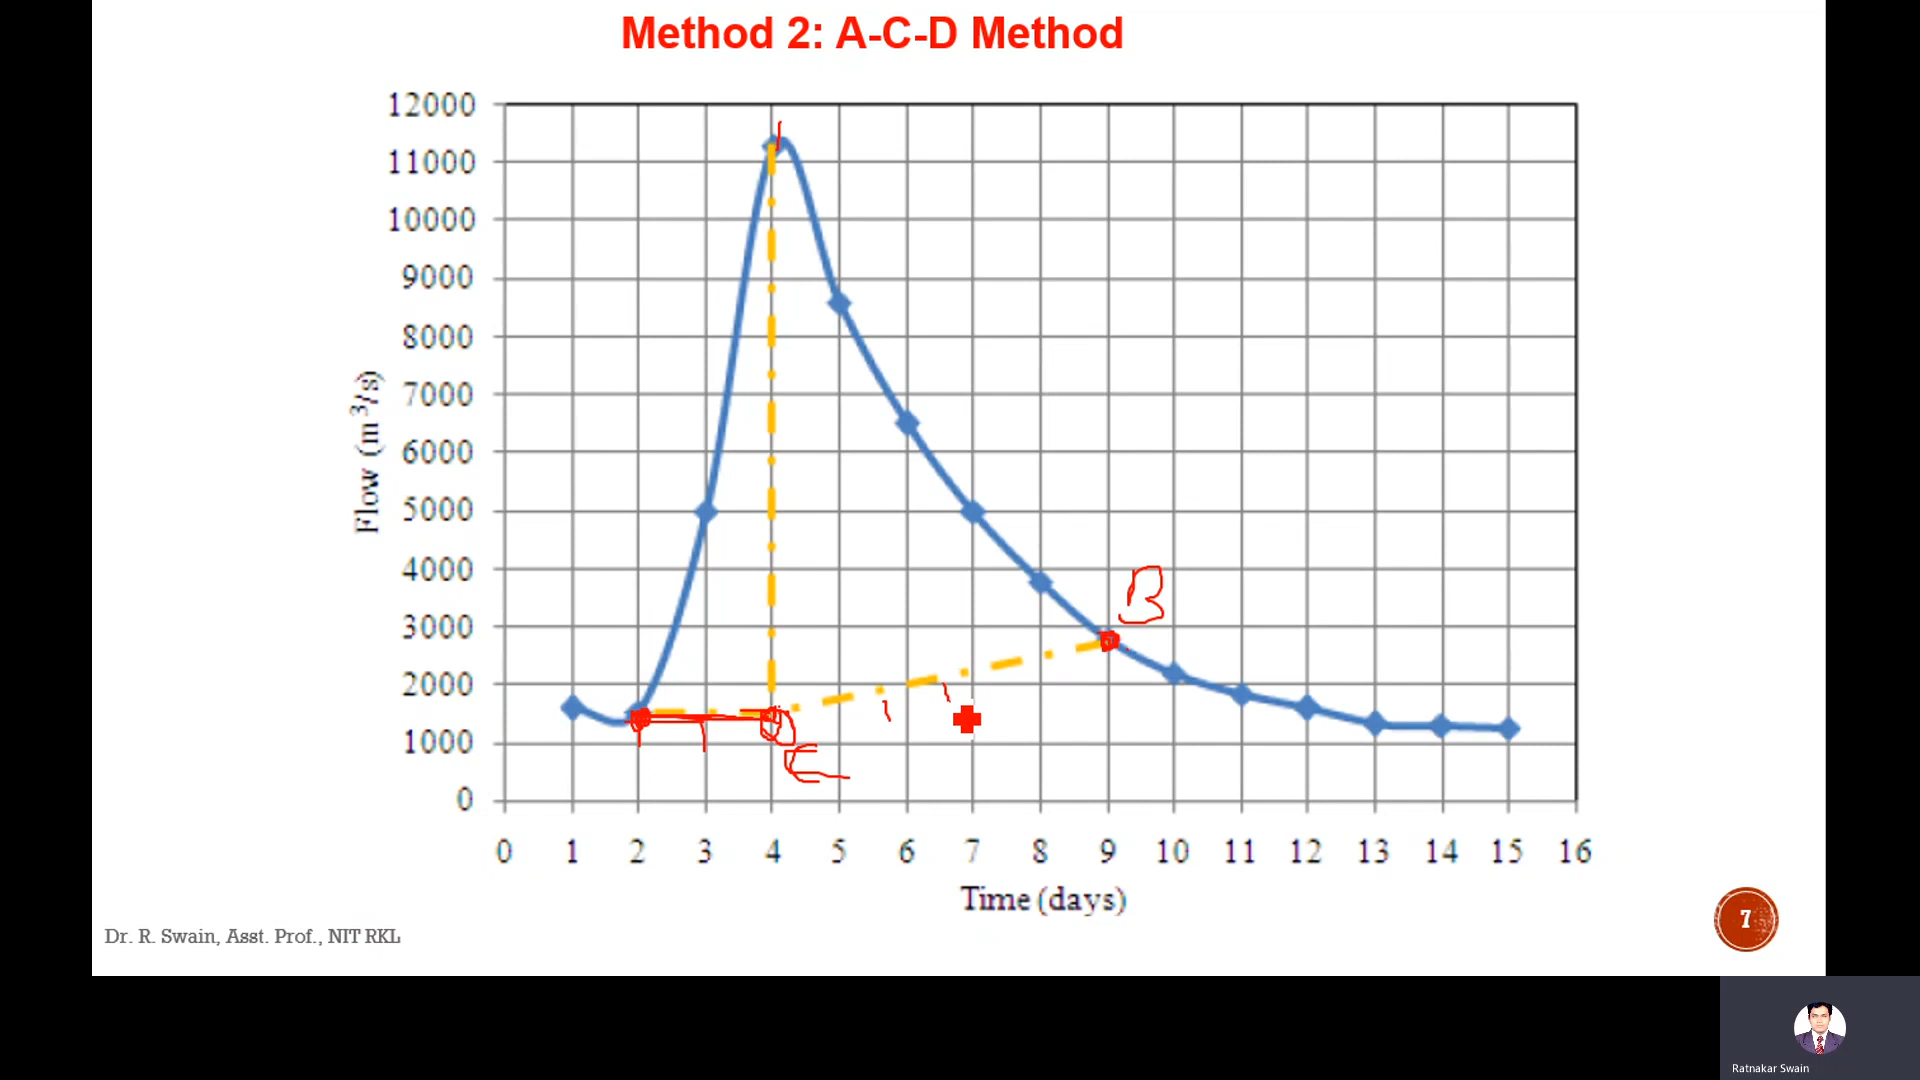 Method 2: A-C-D Method
12000
11000
10000
9000
8000
7000
6000
5000
4000
3000
2000
1000
0
Flow (m³/s)
B
0 1 2 3 4 5 6 7 8 9 10 11 12 13 14 15 16
Time (days)
Dr. R. Swain, Asst. Prof., NIT RKL
7
Ratnakar Swain